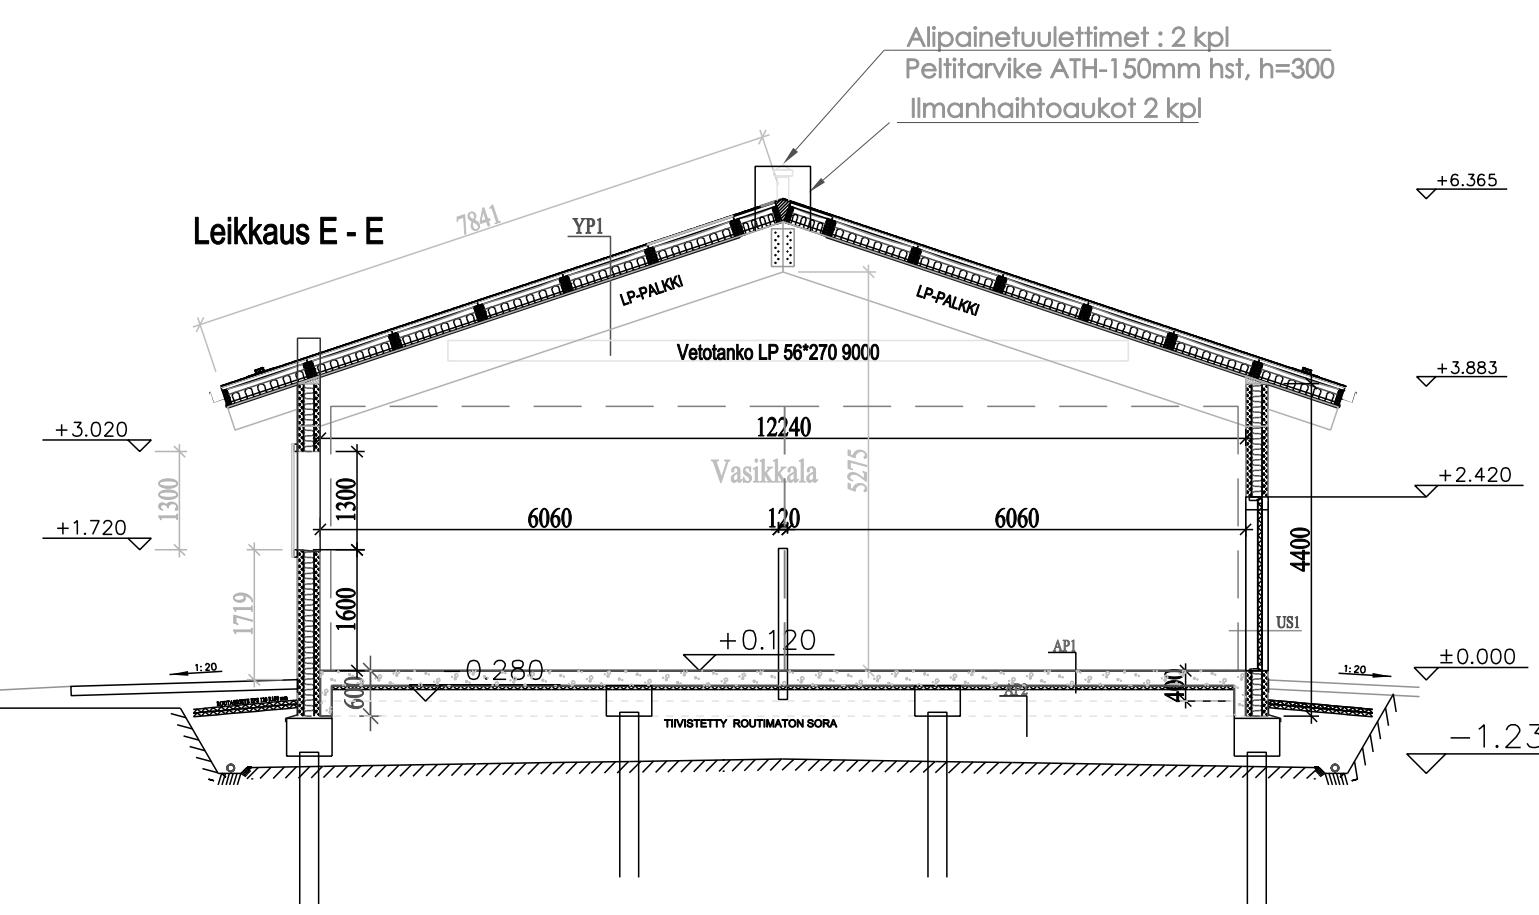 Alipainetuulettimet : 2 kpl
Peltitarvike ATH-150mm hst, h=300
Ilmanhaihtoaukot 2 kpl
+6.365
7841
Leikkaus E - E
YP1
LP-PALKKI
LP-PALKKI
Vetotanko LP 56*270 9000
+3.883
+3.020
12240
Vasikkala
5275
+2.420
1300
1300
6060
120
6060
+1.720
4400
1719
1600
US1
+0.120
AP1
1:20
-0.280
±0.000
1:20
600
400
AP2
TIIVISTETTY ROUTIMATON SORA
-1.23